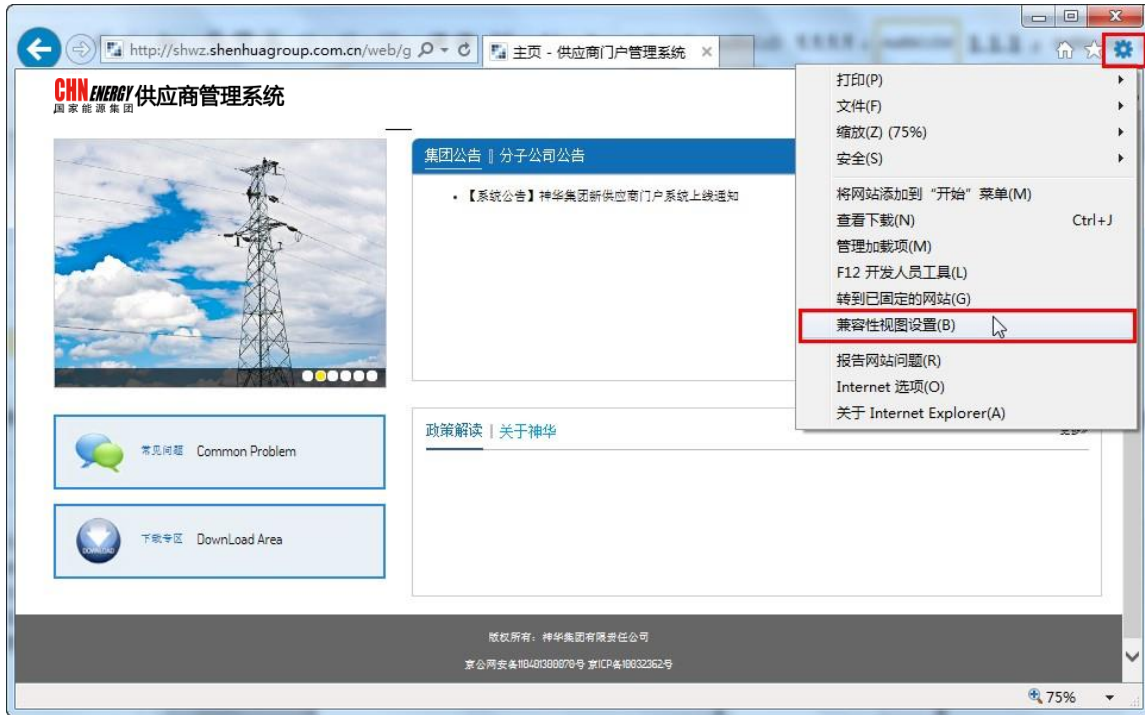 http://shwz.shenhuagroup.com.cn/web/g
主页 - 供应商门户管理系统
CHN ENERGY 供应商管理系统
国家能源集团
打印(P)
文件(F)
缩放(Z) (75%)
安全(S)
将网站添加到“开始”菜单(M)
查看下载(N) Ctrl+J
管理加载项(M)
F12 开发人员工具(L)
转到已固定的网站(G)
兼容性视图设置(B)
报告网站问题(R)
Internet 选项(O)
关于 Internet Explorer(A)
集团公告 || 分子公司公告
• 【系统公告】神华集团新供应商门户系统上线通知
常见问题 Common Problem
DOWNLOAD
下载专区 DownLoad Area
政策解读 | 关于神华
版权所有：神华集团有限责任公司
75%